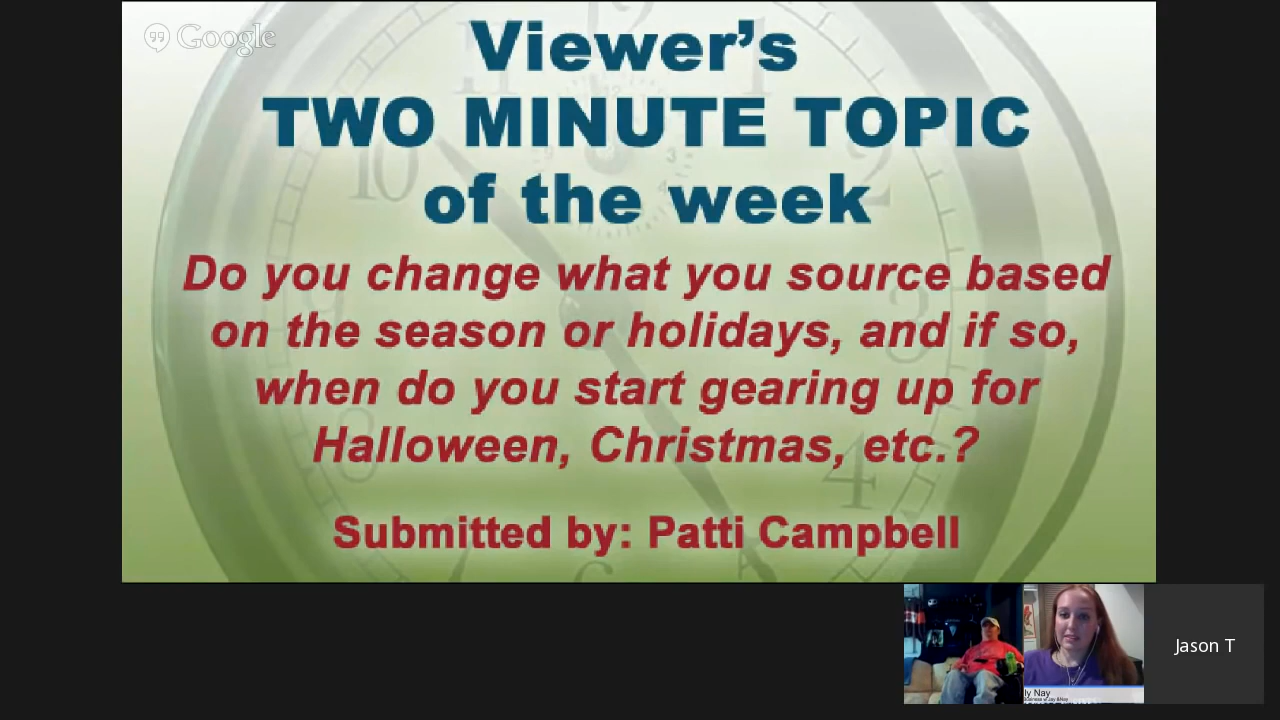 Google
Viewer's
TWO MINUTE TOPIC
of the week
Do you change what you source based
on the season or holidays, and if so,
when do you start gearing up for
Halloween, Christmas, etc.?
Submitted by: Patti Campbell
Jason T
ly Nay